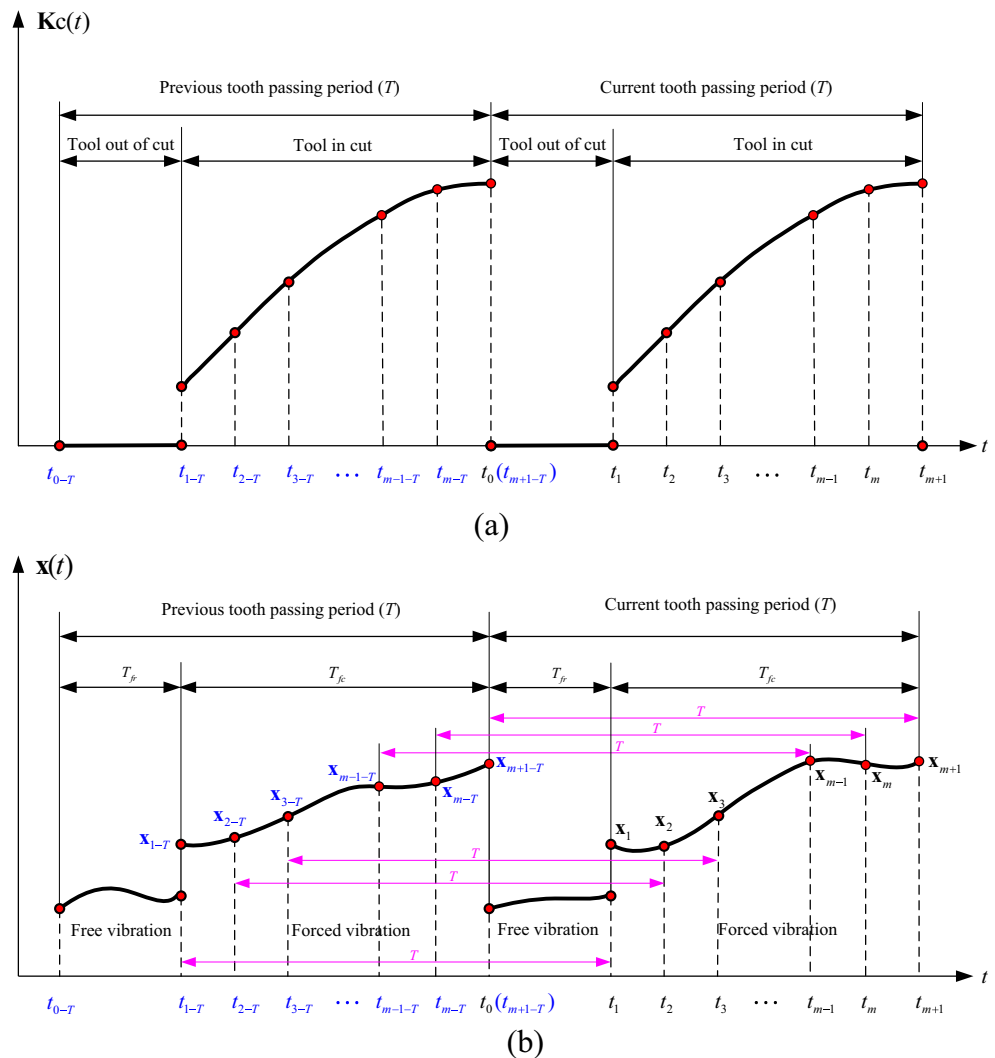 Kc(t)
Previous tooth passing period (T)
Current tooth passing period (T)
Tool out of cut
Tool in cut
Tool out of cut
Tool in cut
t
t₀₋T t₁₋T t₂₋T t₃₋T ⋯ tₘ₋₁₋T tₘ₋T t₀(tₘ₊₁₋T) t₁ t₂ t₃ ⋯ tₘ₋₁ tₘ tₘ₊₁
(a)
x(t)
Previous tooth passing period (T)
Current tooth passing period (T)
T_fr
T_fc
T_fr
T_fc
T
T
T
xₘ₋₁₋T
xₘ₊₁₋T
xₘ₋₁
xₘ
xₘ₊₁
x₃₋T
xₘ₋T
x₃
x₂₋T
x₁₋T
x₁
x₂
T
T
Free vibration
Forced vibration
Free vibration
Forced vibration
T
t
t₀₋T t₁₋T t₂₋T t₃₋T ⋯ tₘ₋₁₋T tₘ₋T t₀(tₘ₊₁₋T) t₁ t₂ t₃ ⋯ tₘ₋₁ tₘ tₘ₊₁
(b)